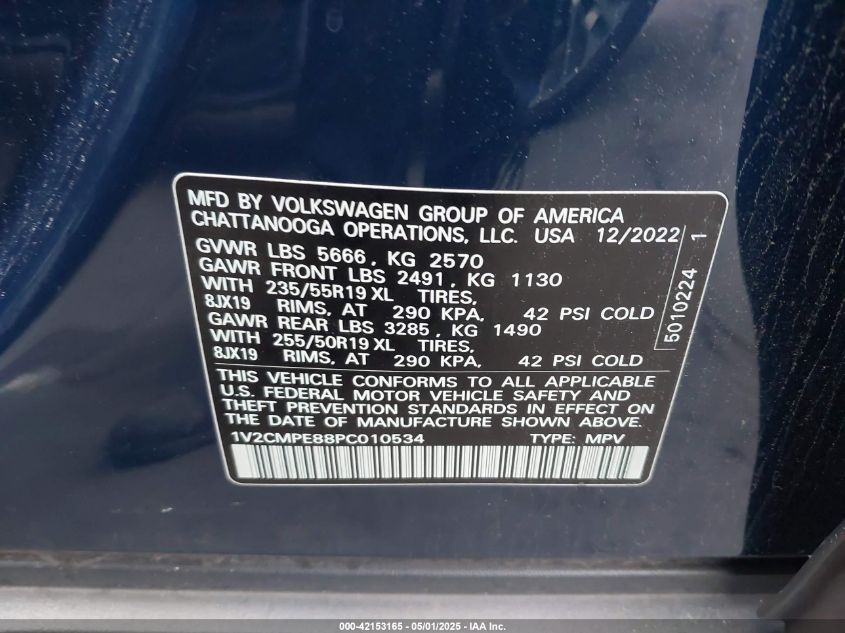 MFD BY VOLKSWAGEN GROUP OF AMERICA
CHATTANOOGA OPERATIONS, LLC. USA 12/2022
GVWR LBS 5666, KG 2570
GAWR FRONT LBS 2491, KG 1130
WITH 235/55R19 XL TIRES,
8JX19 RIMS, AT 290 KPA, 42 PSI COLD
GAWR REAR LBS 3285, KG 1490
WITH 255/50R19 XL TIRES,
8JX19 RIMS, AT 290 KPA, 42 PSI COLD
THIS VEHICLE CONFORMS TO ALL APPLICABLE
U.S. FEDERAL MOTOR VEHICLE SAFETY AND
THEFT PREVENTION STANDARDS IN EFFECT ON
THE DATE OF MANUFACTURE SHOWN ABOVE.
1V2CMPE88PC010534 TYPE: MPV
5010224 1
000-42153165 - 05/01/2025 - IAA Inc.